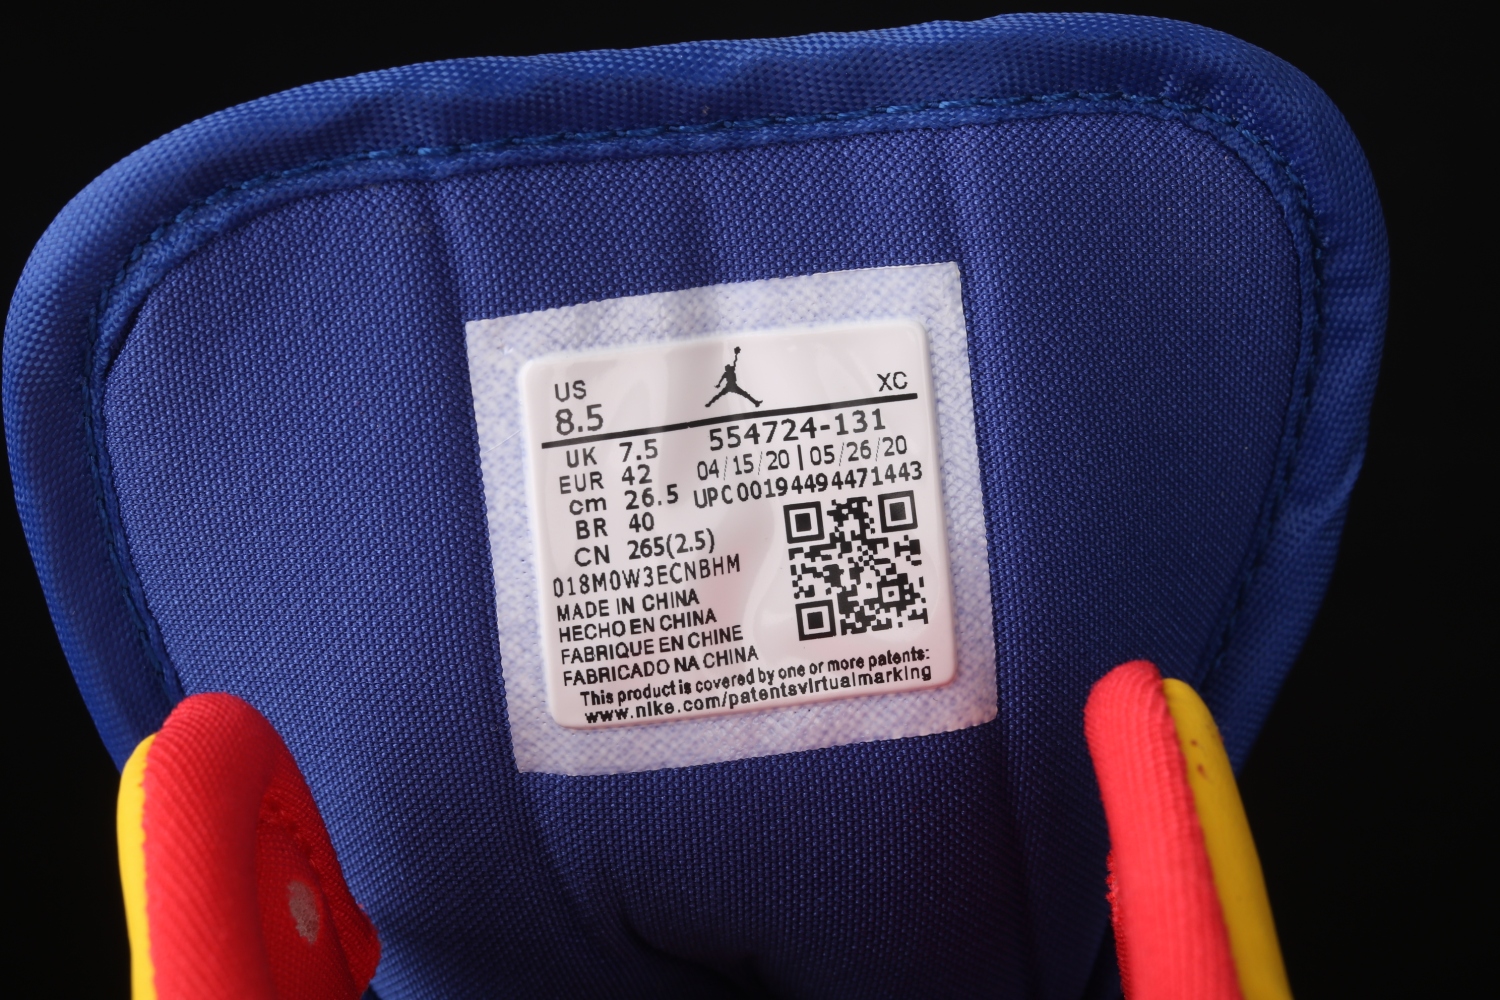 US
XC
8.5
UK 7.5 554724-131
EUR 42 04/15/20 | 05/26/20
cm 26.5 UPC00194494471443
BR 40
CN 265(2.5)
018M0W3ECNBHM
MADE IN CHINA
HECHO EN CHINA
FABRIQUE EN CHINE
FABRICADO NA CHINA
This product is covered by one or more patents:
www.nike.com/patentsvirtualmarking